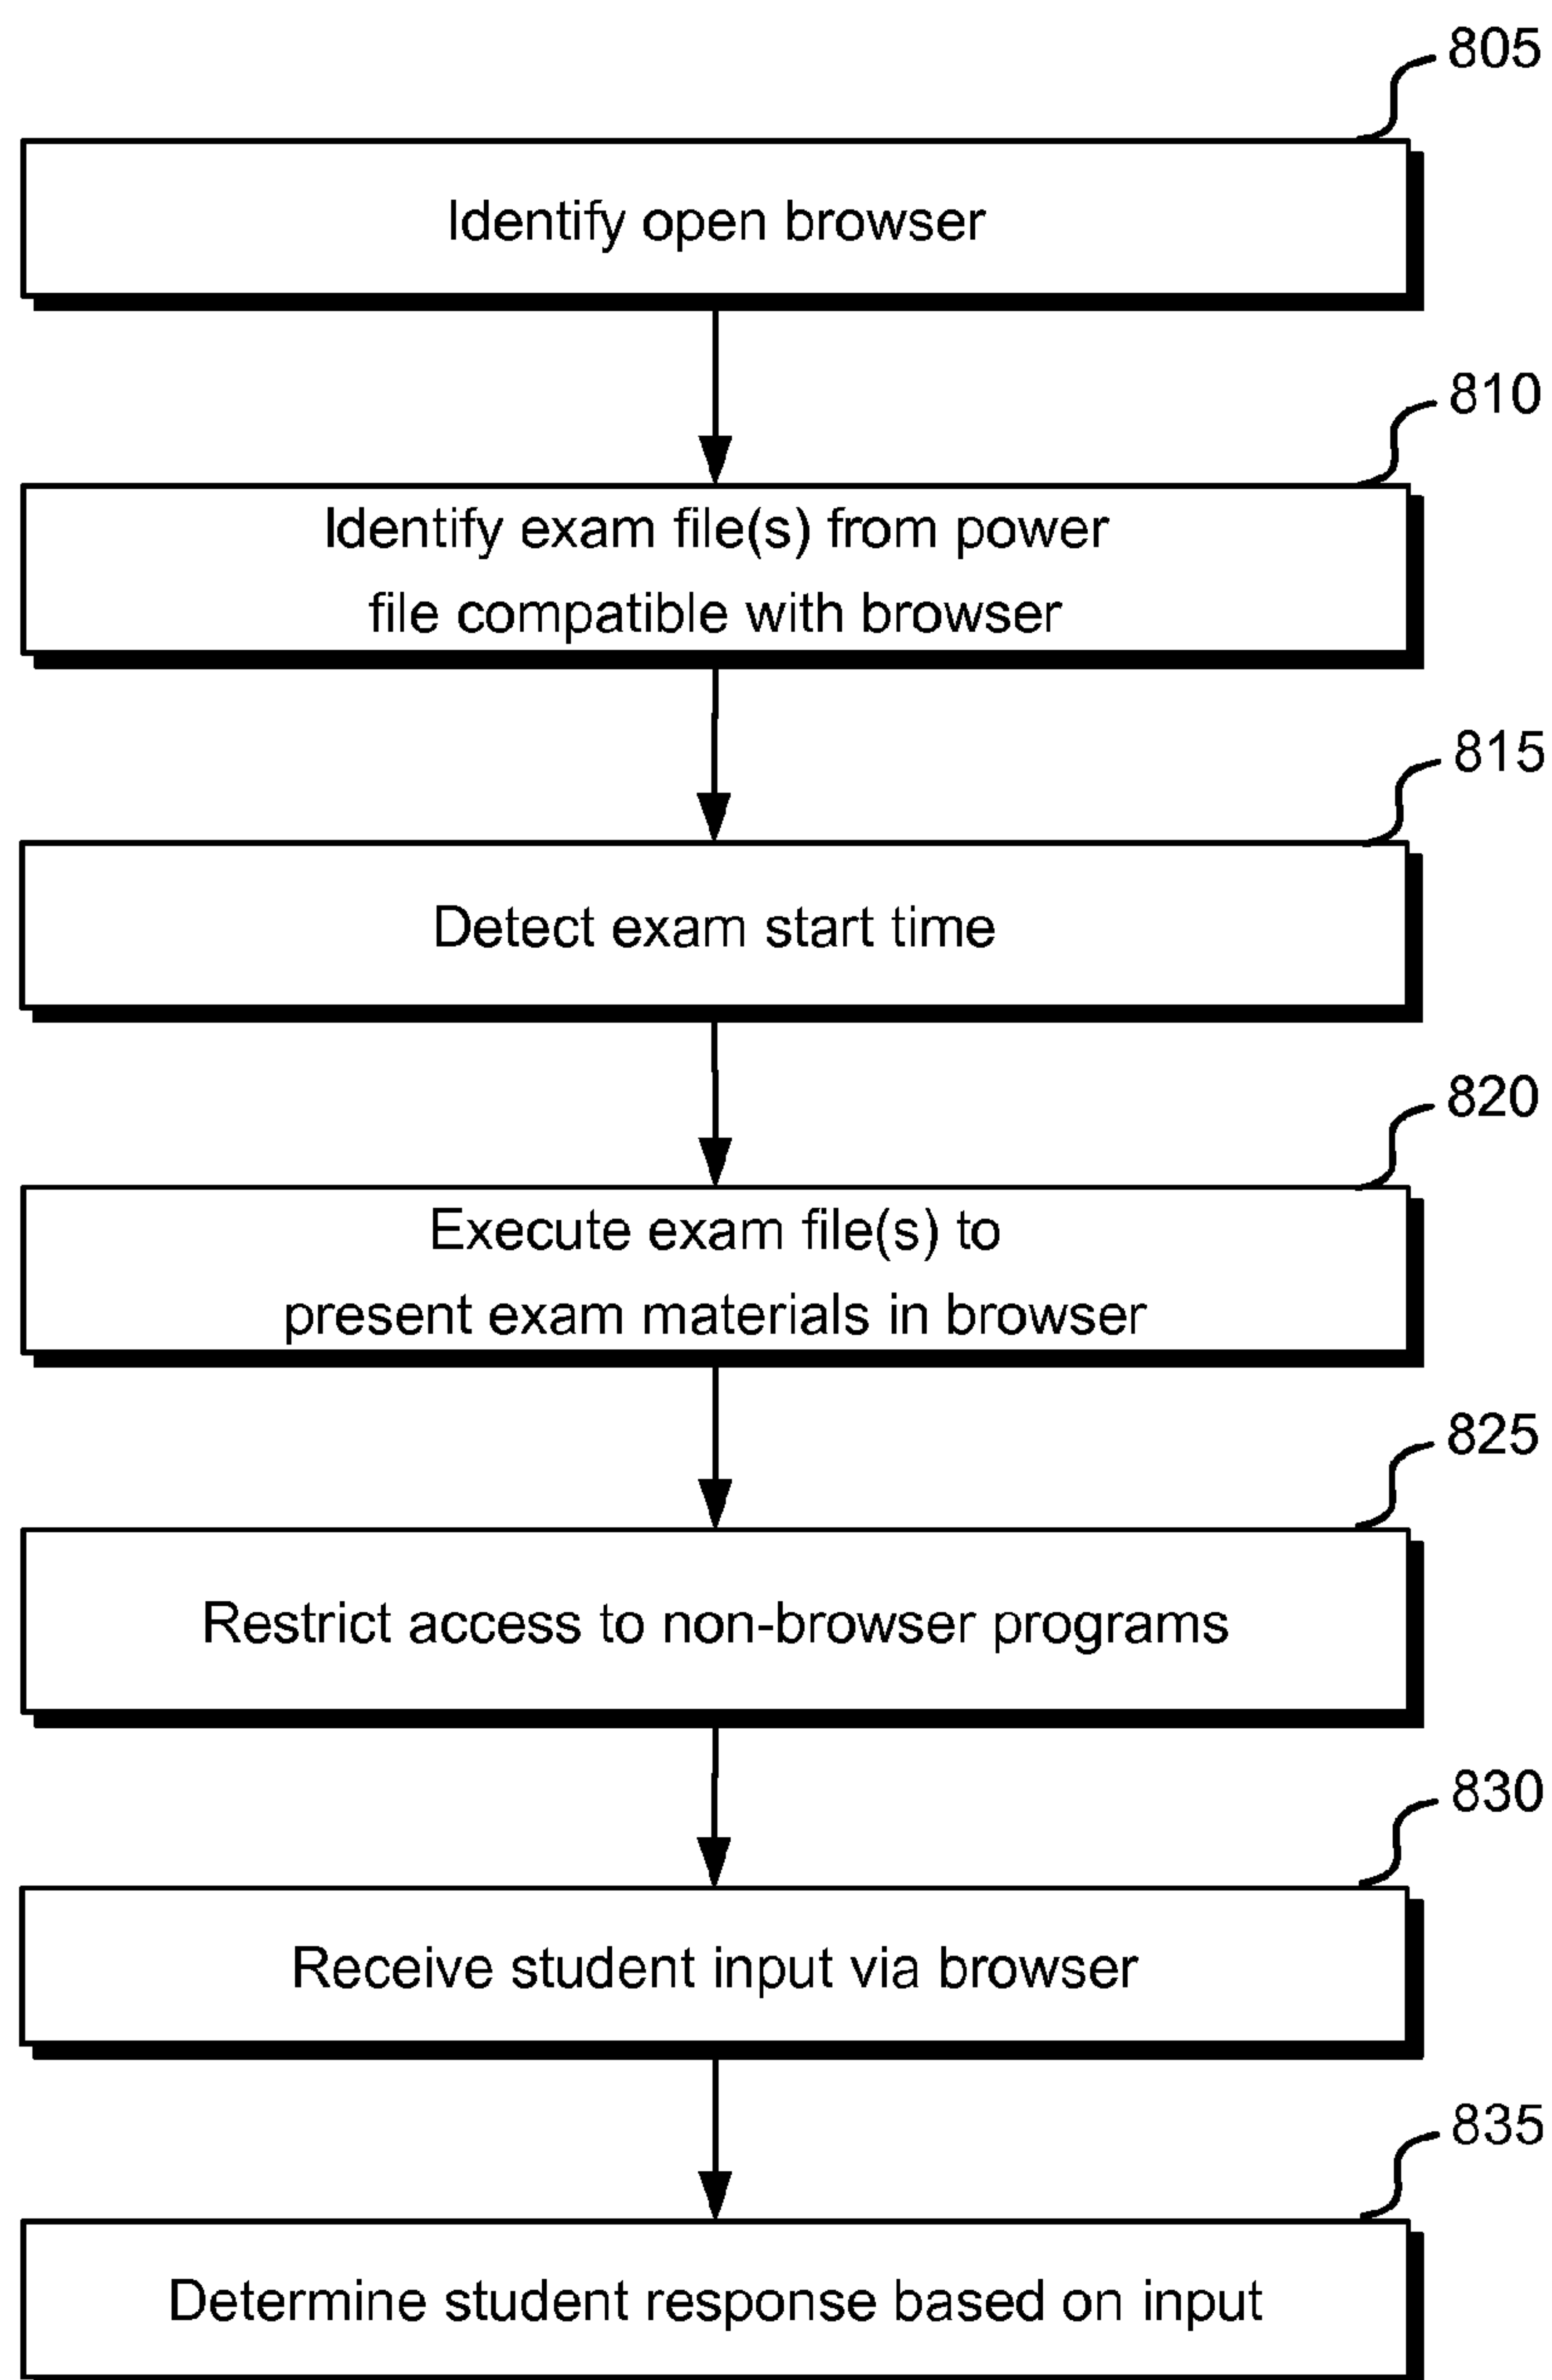 805
Identify open browser
810
Identify exam file(s) from power
file compatible with browser
815
Detect exam start time
820
Execute exam file(s) to
present exam materials in browser
825
Restrict access to non-browser programs
830
Receive student input via browser
835
Determine student response based on input